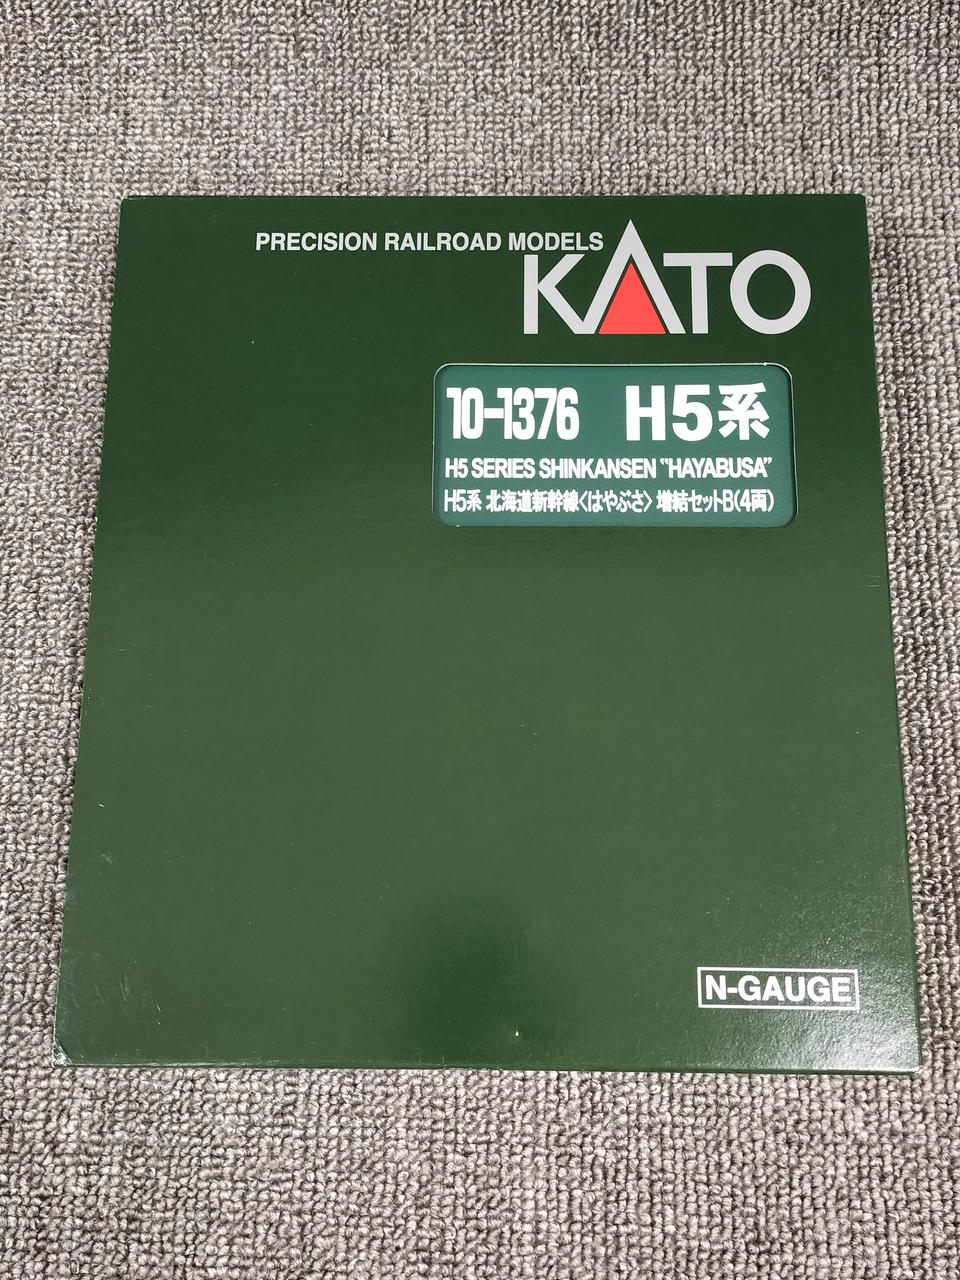 PRECISION RAILROAD MODELS
KATO
10-1376 H5系
H5 SERIES SHINKANSEN "HAYABUSA"
H5系 北海道新幹線〈はやぶさ〉 増結セットB(4両)
N-GAUGE